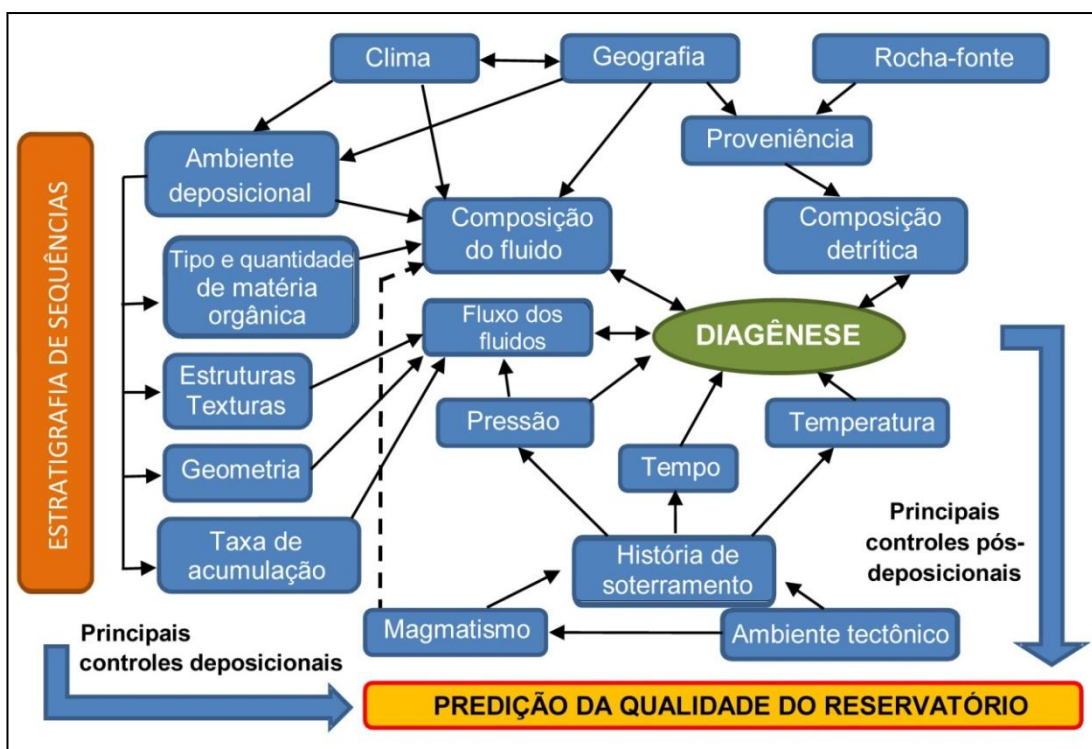 Clima
Geografia
Rocha-fonte
Proveniência
ESTRATIGRAFIA DE SEQUÊNCIAS
Ambiente
deposicional
Composição
do fluido
Composição
detrítica
Tipo e quantidade
de matéria
orgânica
Fluxo dos
fluidos
DIAGÊNESE
Estruturas
Texturas
Pressão
Temperatura
Tempo
Geometria
Taxa de
acumulação
História de
soterramento
Principais
controles pós-
deposicionais
Magmatismo
Ambiente tectônico
Principais
controles deposicionais
PREDIÇÃO DA QUALIDADE DO RESERVATÓRIO